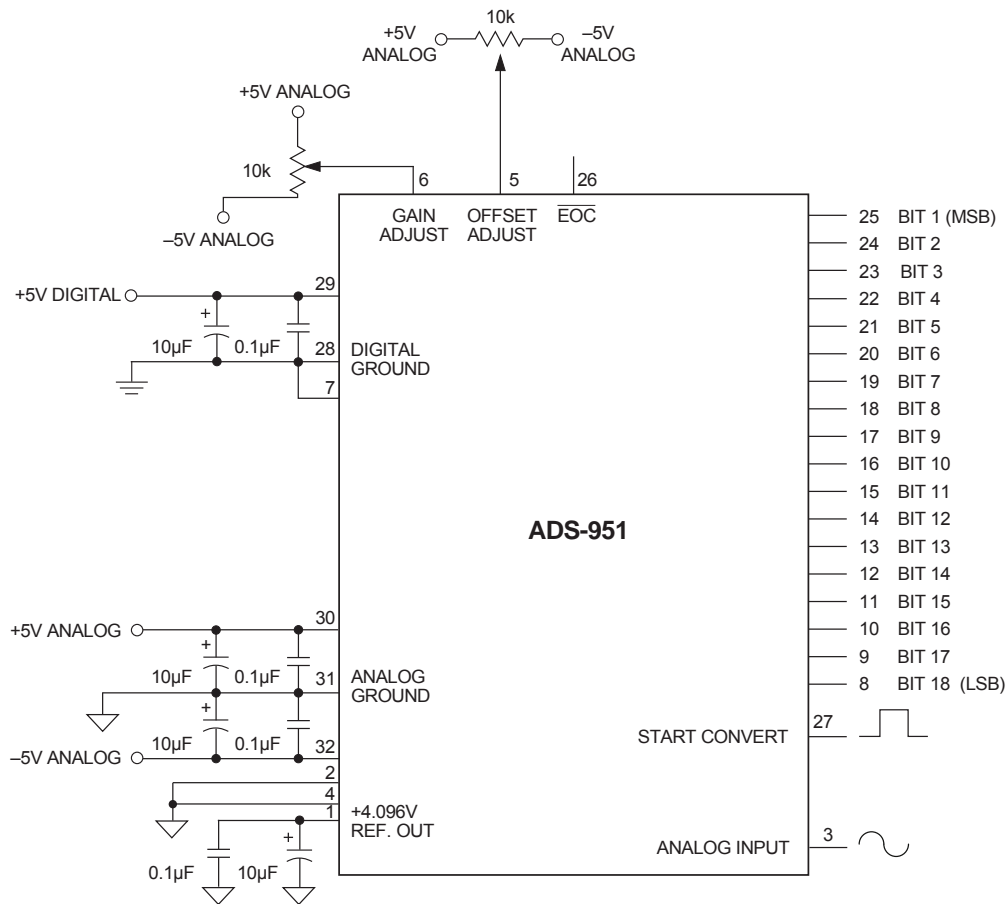 10k
+5V
ANALOG
–5V
ANALOG
+5V ANALOG
10k
–5V ANALOG
6
5
26
GAIN
ADJUST
OFFSET
ADJUST
EOC
25 BIT 1 (MSB)
24 BIT 2
23 BIT 3
22 BIT 4
21 BIT 5
20 BIT 6
19 BIT 7
18 BIT 8
17 BIT 9
16 BIT 10
15 BIT 11
14 BIT 12
13 BIT 13
12 BIT 14
11 BIT 15
10 BIT 16
9 BIT 17
8 BIT 18 (LSB)
+5V DIGITAL
29
+
10µF
0.1µF
28
DIGITAL
GROUND
7
ADS-951
+5V ANALOG
30
+
10µF
0.1µF
31
ANALOG
GROUND
+
10µF
0.1µF
–5V ANALOG
32
2
4
1
+4.096V
REF. OUT
+
0.1µF
10µF
START CONVERT
27
ANALOG INPUT
3